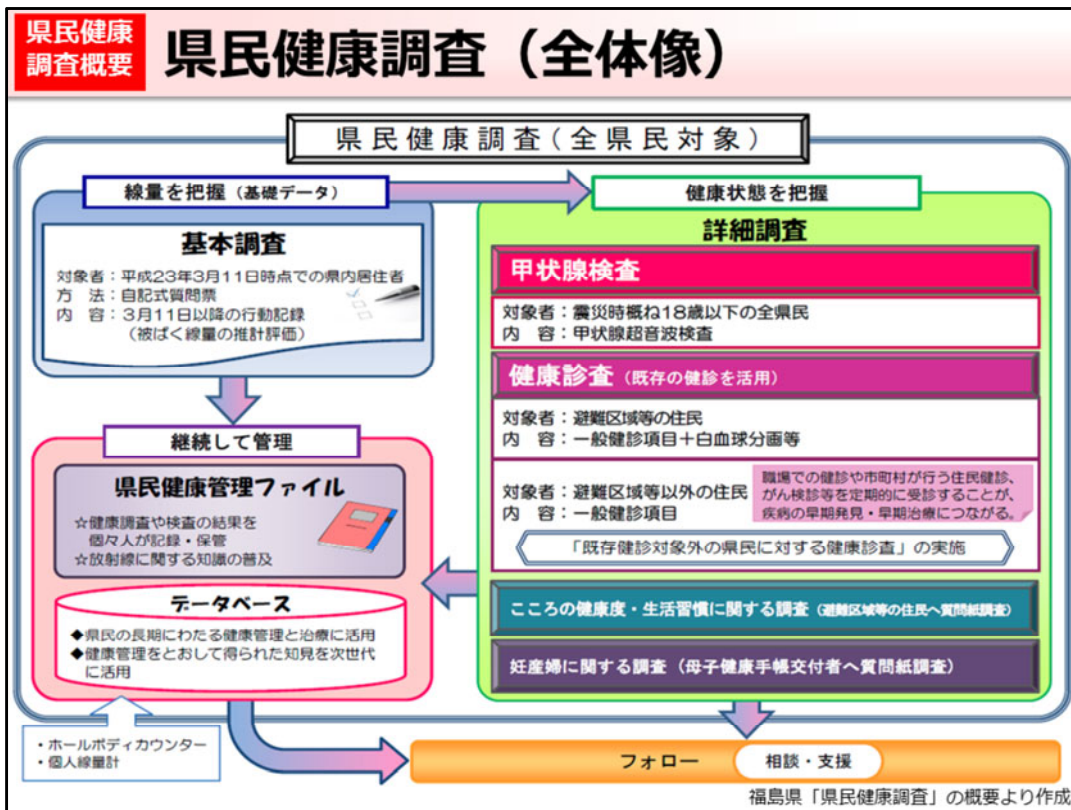 県民健康
調査概要
県民健康調査（全体像）
県民健康調査（全県民対象）
線量を把握（基礎データ）
基本調査
対象者：平成23年3月11日時点での県内居住者
方　法：自記式質問票
内　容：3月11日以降の行動記録
（被ばく線量の推計評価）
継続して管理
県民健康管理ファイル
☆健康調査や検査の結果を
個々人が記録・保管
☆放射線に関する知識の普及
データベース
◆県民の長期にわたる健康管理と治療に活用
◆健康管理をとおして得られた知見を次世代
に活用
・ホールボディカウンター
・個人線量計
健康状態を把握
詳細調査
甲状腺検査
対象者：震災時概ね18歳以下の全県民
内　容：甲状腺超音波検査
健康診査（既存の健診を活用）
対象者：避難区域等の住民
内　容：一般健診項目＋白血球分画等
対象者：避難区域等以外の住民
内　容：一般健診項目
職場での健診や市町村が行う住民健診、
がん検診等を定期的に受診することが、
疾病の早期発見・早期治療につながる。
「既存健診対象外の県民に対する健康診査」の実施
こころの健康度・生活習慣に関する調査（避難区域等の住民へ質問紙調査）
妊産婦に関する調査（母子健康手帳交付者へ質問紙調査）
フォロー
相談・支援
福島県「県民健康調査」の概要より作成